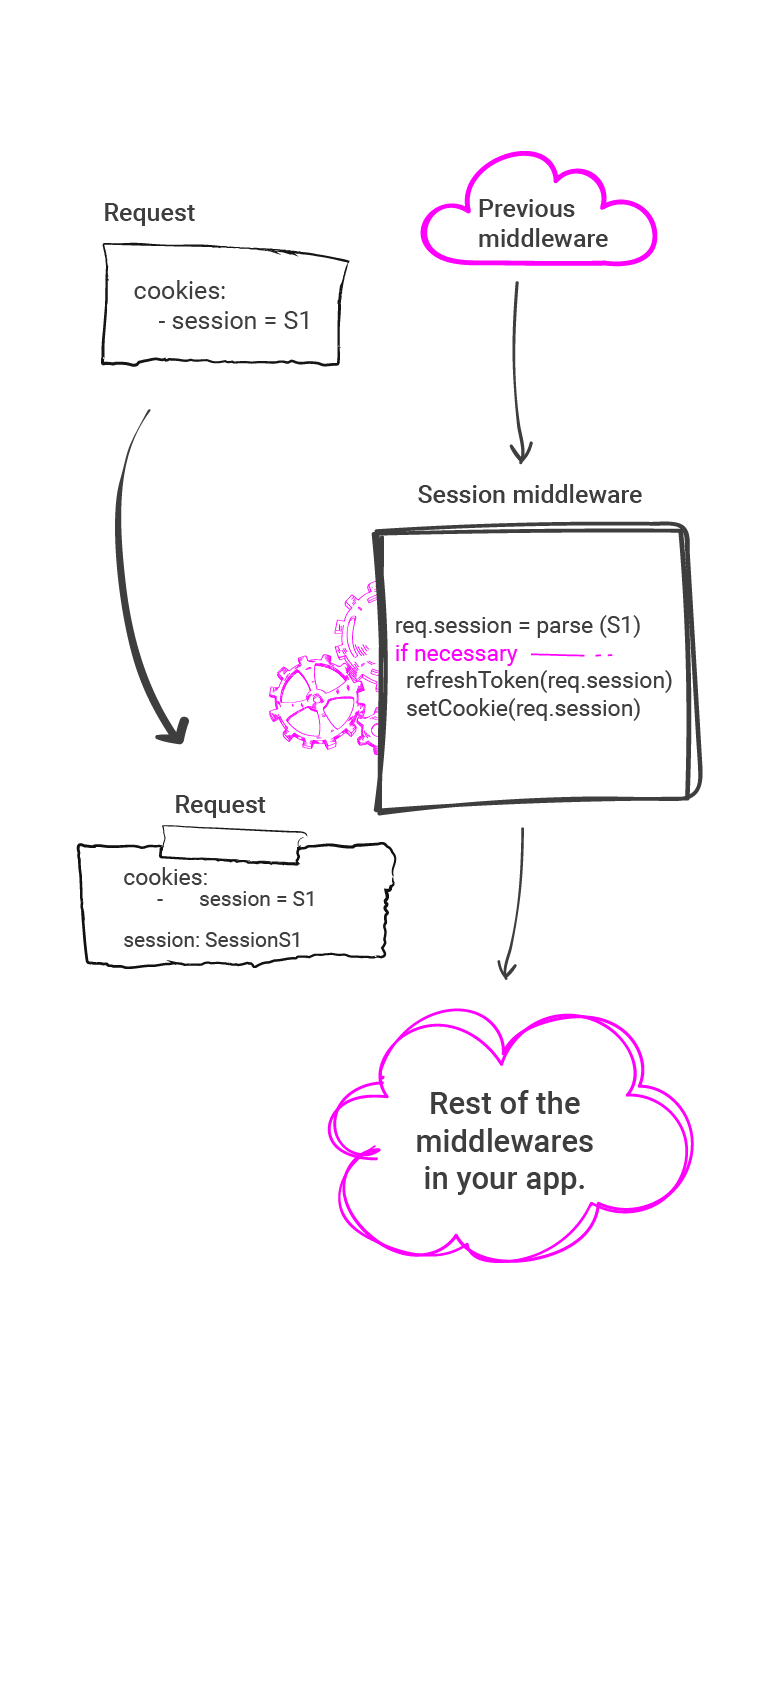 Request
cookies:
- session = S1
Previous
middleware
Session middleware
req.session = parse (S1)
if necessary
refreshToken(req.session)
setCookie(req.session)
Request
cookies:
- session = S1
session: SessionS1
Rest of the
middlewares
in your app.